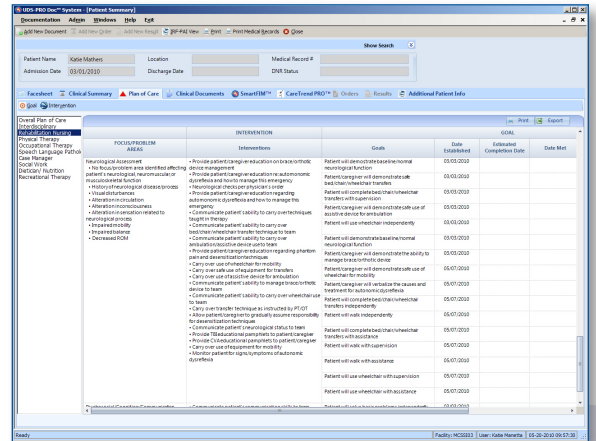 UDS-PRO Doc™ System - [Patient Summary]
Documentation Admin Windows Help Exit
Add New Document Add New Order Add New Result IRF-PAI View Print Print Medical Records Close
Show Search
Patient Name Katie Mathers Location Medical Record #
Admission Date 03/01/2010 Discharge Date DNR Status
Facesheet Clinical Summary Plan of Care Clinical Documents SmartFIM™ CareTrend PRO™ Orders Results Additional Patient Info
Goal Intervention
Print Export
Overall Plan of Care
Interdisciplinary
Rehabilitation Nursing
Physical Therapy
Occupational Therapy
Speech Language Pathol
Case Manager
Social Work
Dietician/ Nutrition
Recreational Therapy
INTERVENTION GOAL
FOCUS/PROBLEM AREAS
Interventions
Goals
Date Established
Estimated Completion Date
Date Met
Neurological Assessment
• No focus/problem area identified affecting
patient's neurological, neuromuscular,or
musculoskeletal function
• History of neurological disease/process
• Visual disturbances
• Alteration in circulation
• Alteration in consciousness
• Alteration in sensation related to
neurological process
• Impaired mobility
• Impaired balance
• Decreased ROM
• Provide patient/caregiver education on brace/orthotic
device management
• Provide patient/caregiver education re: autonomic
dysreflexia and how to manage this emergency
• Neurological checks per physician's order
• Provide patient/caregiver education regarding
automonomic dysreflexia and how to manage this
emergency
• Communicate patient's ability to carry over techniques
taught in therapy
• Communicate patient's ability to carry over
bed/chair/wheelchair transfer technique to team
• Communicate patient's ability to carry over
ambulation/assistive device use to team
• Provide patient/caregiver education regarding phantom
pain and desensitization techniques
• Carry over use of wheelchair for mobility
• Carry over safe use of equipment for transfers
• Carry over use of assistive device for ambulation
• Communicate patient's ability to manage brace/orthotic
device to team
• Communicate patient's ability to carry over wheelchair use
to team
• Carry over transfer technique as instructed by PT/OT
• Allow patient/caregiver to gradually assume responsibility
for desensitization techniques
• Communicate patient's neurological status to team
• Provide TBI educational pamphlets to patient/caregiver
• Provide CVA educational pamphlets to patient/caregiver
• Carry over use of equipment for mobility
• Monitor patient for signs/symptoms of autonomic
dysreflexia
Patient will demostrate baseline/normal
neurological function 03/03/2010
Patient/caregiver will demonstrate safe
bed/chair/wheelchair transfers 03/03/2010
Patient will complete bed/chair/wheelchair
transfers with supervision 03/03/2010
Patient/caregiver will demonstrate safe use of
assistive device for ambulation 03/03/2010
Patient will use wheelchair independently 03/03/2010
Patient will demonstrate baseline/normal
neurological function 03/03/2010
Patient/caregiver will demonstrate the ability to
manage brace/orthotic device 03/03/2010
Patient/caregiver will demonstrate safe use of
wheelchair for mobility 05/07/2010
Patient/caregiver will verbalize the causes and
treatment for autonomic dysreflexia 05/07/2010
Patient will complete bed/chair/wheelchair
transfers independently 05/07/2010
Patient will walk independently 05/07/2010
Patient will complete bed/chair/wheelchair
transfers with assistance 05/07/2010
Patient will walk with supervision 05/07/2010
Patient will walk with assistance 05/07/2010
Patient will use wheelchair with supervision 05/07/2010
Patient will use wheelchair with assistance 05/07/2010
Ready
Facility: MCSSI03 User: Katie Manetta 05-20-2010 09:57:30